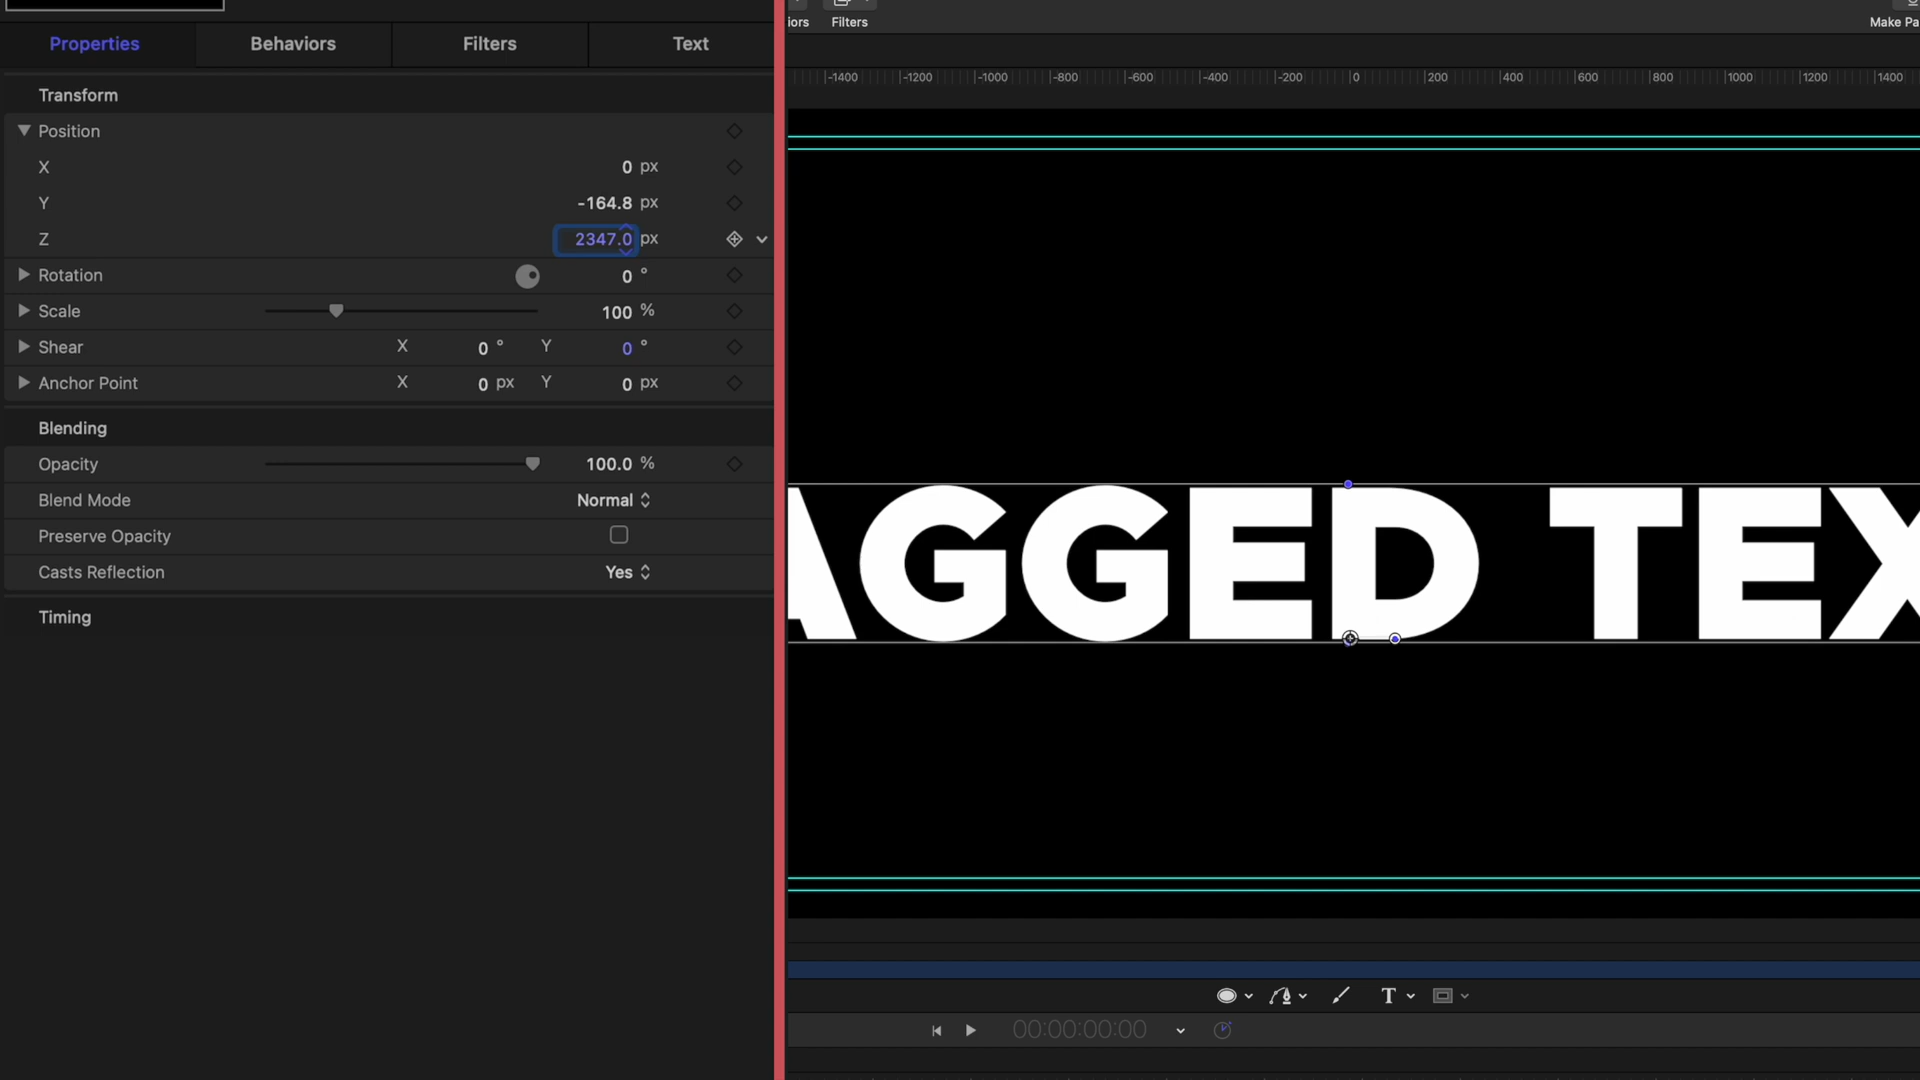 Properties
Behaviors
Filters
Text
Transform
Position
X 0 px
Y -164.8 px
Z 2347.0 px
Rotation 0 °
Scale 100 %
Shear X 0 ° Y 0 °
Anchor Point X 0 px Y 0 px
Blending
Opacity 100.0 %
Blend Mode Normal
Preserve Opacity
Casts Reflection Yes
Timing
iors
Filters
Make Pa
-1400 -1200 -1000 -800 -600 -400 -200 0 200 400 600 800 1000 1200 1400
AGGED TEX
T
00:00:00:00